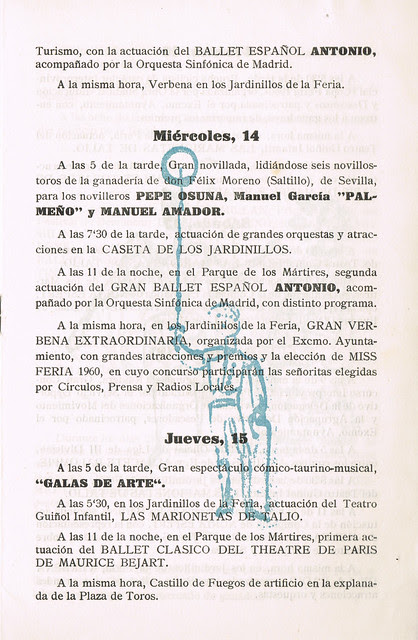 Turismo, con la actuación del BALLET ESPAÑOL ANTONIO,
acompañado por la Orquesta Sinfónica de Madrid.
A la misma hora, Verbena en los Jardinillos de la Feria.
Miércoles, 14
A las 5 de la tarde, Gran novillada, lidiándose seis novillos-
toros de la ganadería de don Félix Moreno (Saltillo), de Sevilla,
para los novilleros PEPE OSUNA, Manuel García "PAL-
MEÑO" y MANUEL AMADOR.
A las 7'30 de la tarde, actuación de grandes orquestas y atrac-
ciones en la CASETA DE LOS JARDINILLOS.
A las 11 de la noche, en el Parque de los Mártires, segunda
actuación del GRAN BALLET ESPAÑOL ANTONIO, acom-
pañado por la Orquesta Sinfónica de Madrid, con distinto programa.
A la misma hora, en los Jardinillos de la Feria, GRAN VER-
BENA EXTRAORDINARIA, organizada por el Excmo. Ayunta-
miento, con grandes atracciones y premios y la elección de MISS
FERIA 1960, en cuyo concurso participarán las señoritas elegidas
por Círculos, Prensa y Radios Locales.
Jueves, 15
A las 5 de la tarde, Gran espectáculo cómico-taurino-musical,
"GALAS DE ARTE".
A las 5'30, en los Jardinillos de la Feria, actuación del Teatro
Guiñol Infantil, LAS MARIONETAS DE TALIO.
A las 11 de la noche, en el Parque de los Mártires, primera ac-
tuación del BALLET CLASICO DEL THEATRE DE PARIS
DE MAURICE BEJART.
A la misma hora, Castillo de Fuegos de artificio en la explana-
da de la Plaza de Toros.